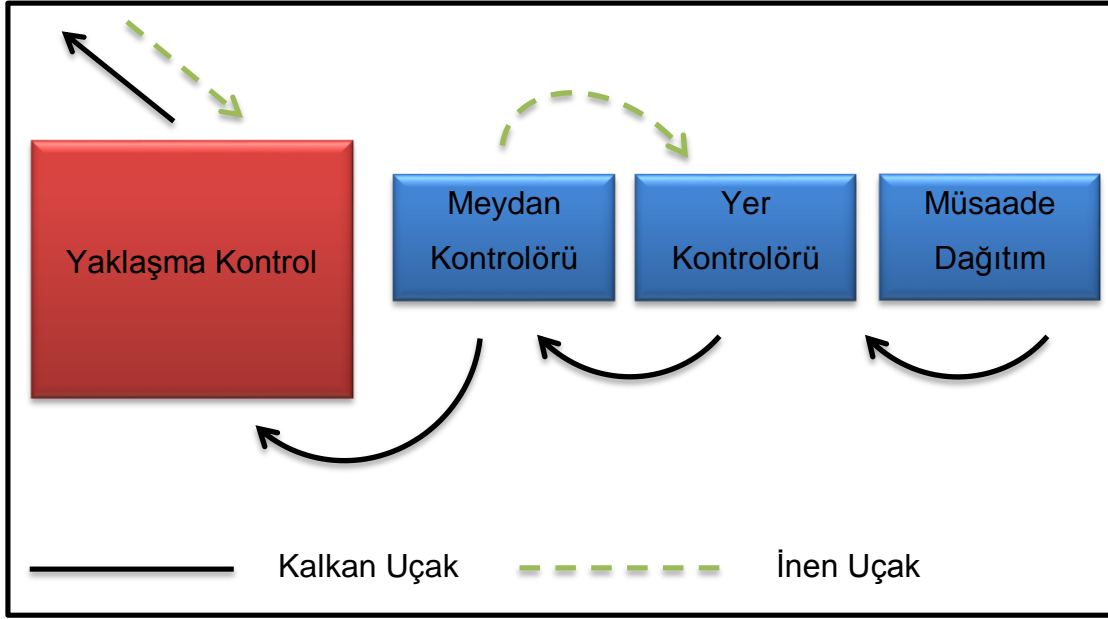 Yaklaşma Kontrol
Meydan
Kontrolörü
Yer
Kontrolörü
Müsaade
Dağıtım
Kalkan Uçak
İnen Uçak